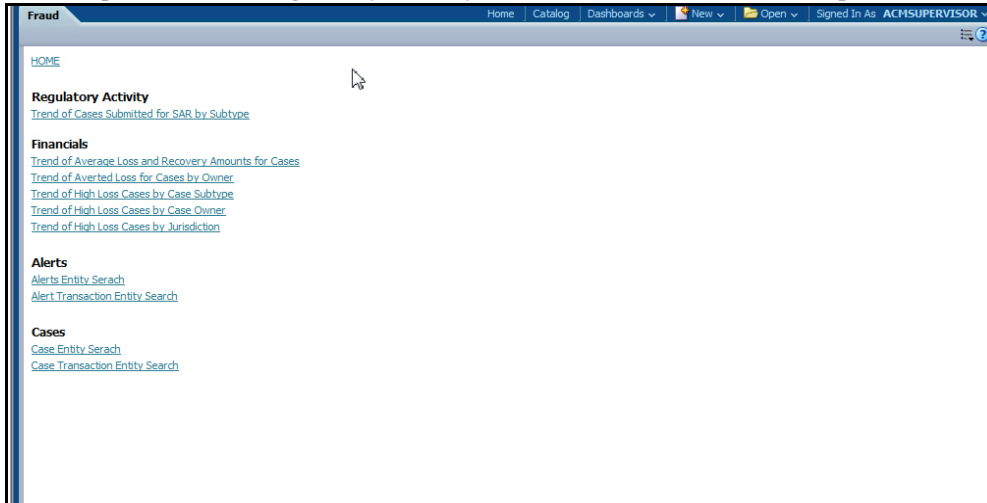 Fraud Home Catalog Dashboards New Open Signed In As ACMSUPERVISOR
HOME
Regulatory Activity
Trend of Cases Submitted for SAR by Subtype
Financials
Trend of Average Loss and Recovery Amounts for Cases
Trend of Averted Loss for Cases by Owner
Trend of High Loss Cases by Case Subtype
Trend of High Loss Cases by Case Owner
Trend of High Loss Cases by Jurisdiction
Alerts
Alerts Entity Serach
Alert Transaction Entity Search
Cases
Case Entity Serach
Case Transaction Entity Search